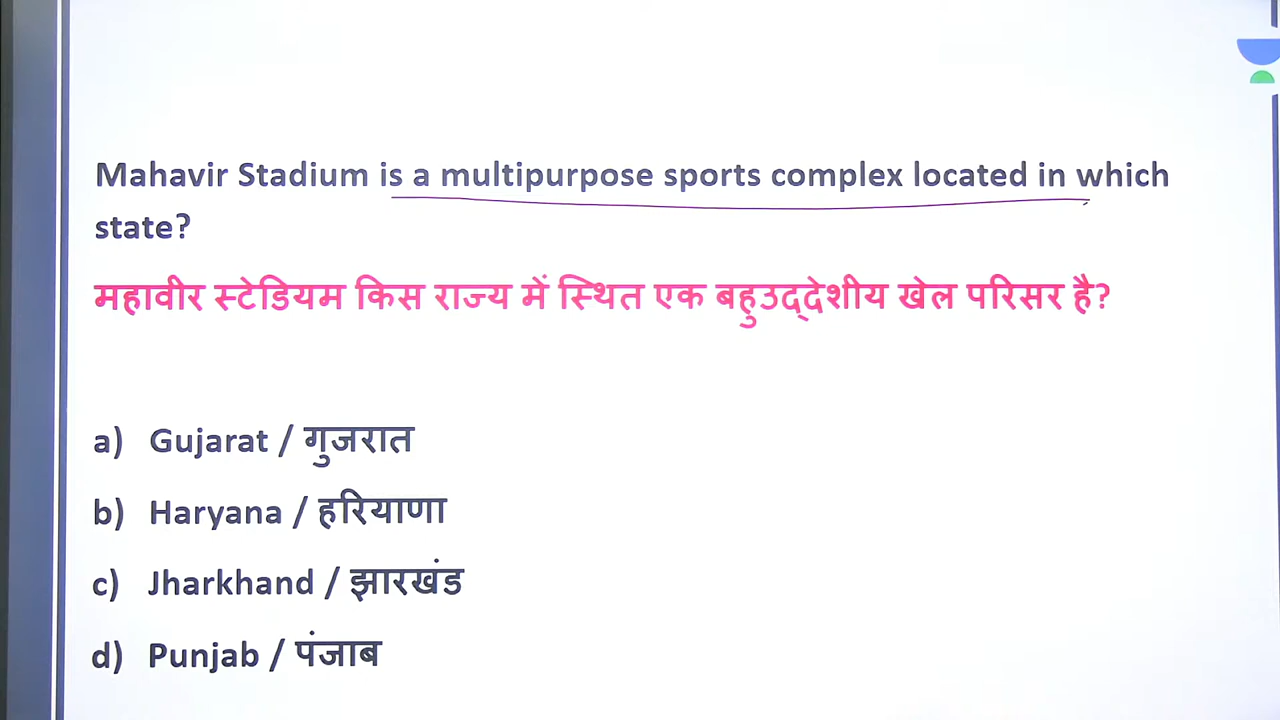 Mahavir Stadium is a multipurpose sports complex located in which
state?
महावीर स्टेडियम किस राज्य में स्थित एक बहुउद्देशीय खेल परिसर है?
a) Gujarat / गुजरात
b) Haryana / हरियाणा
c) Jharkhand / झारखंड
d) Punjab / पंजाब